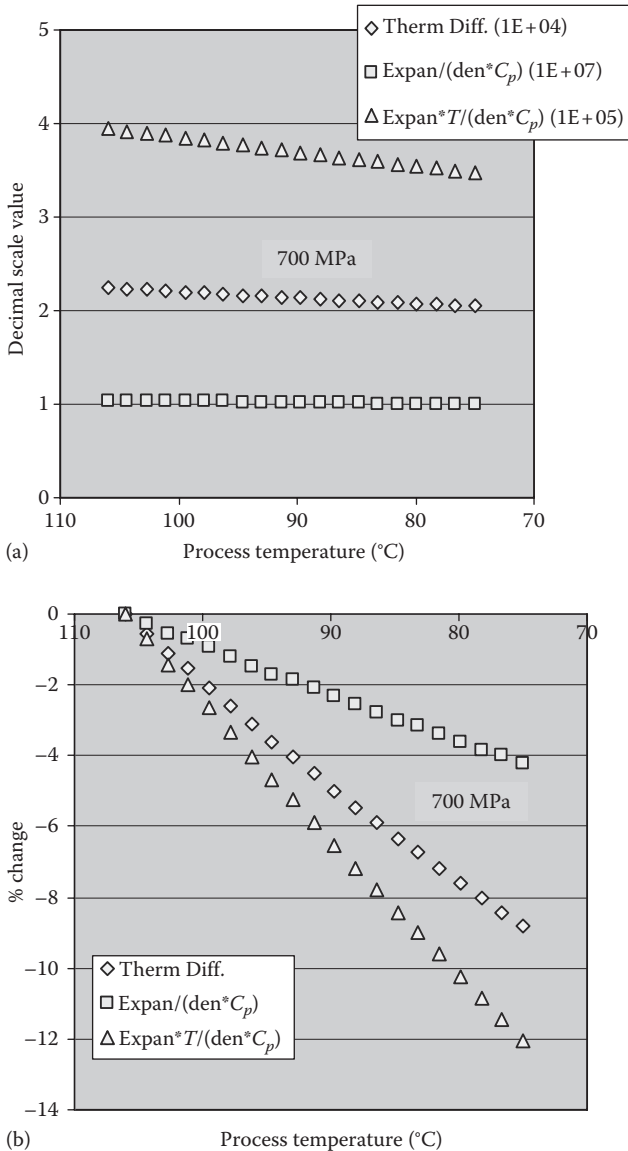 5
4
3
2
1
0
Decimal scale value
Therm Diff. (1E+04)
Expan/(den*Cp) (1E+07)
Expan*T/(den*Cp) (1E+05)
700 MPa
110
100
90
80
70
(a)
Process temperature (°C)
0
−2
−4
−6
−8
−10
−12
−14
% change
110
100
90
80
70
700 MPa
Therm Diff.
Expan/(den*Cp)
Expan*T/(den*Cp)
(b)
Process temperature (°C)